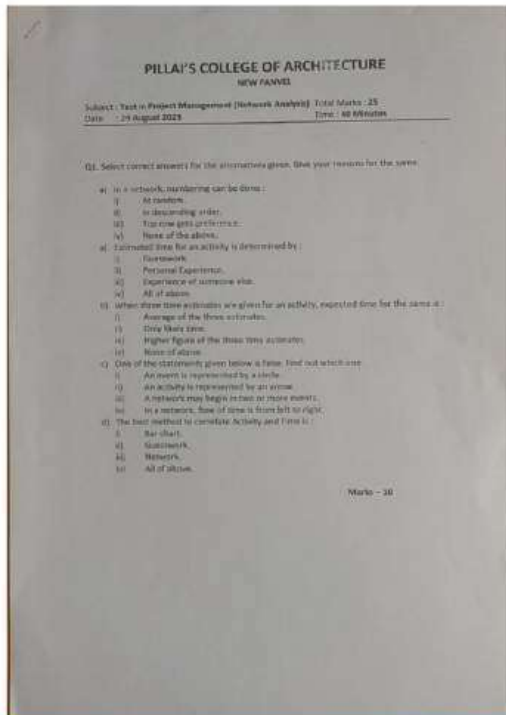 PILLAI'S COLLEGE OF ARCHITECTURE
NEW PANVEL
Subject : Test in Project Management (Network Analysis) Total Marks : 25
Date : 29 August 2025 Time : 60 Minutes
Q1. Select correct answers for the alternatives given. Give your reasons for the same.
a) In a network, numbering can be done :
i) At random.
ii) In descending order.
iii) Top row gets preference.
iv) None of the above.
a) Estimated time for an activity is determined by :
i. Guesswork.
ii) Personal Experience.
iii) Experience of someone else.
iv) All of above.
b) When three time estimates are given for an activity, expected time for the same is :
i) Average of the three estimates.
ii) Only likely time.
iii) Higher figure of the three time estimates.
iv) None of above.
c) One of the statements given below is false. Find out which one
i) An event is represented by a circle.
ii) An activity is represented by an arrow.
iii) A network may begin in two or more events.
iv) In a network, flow of time is from left to right.
d) The best method to correlate Activity and Time is :
i. Bar chart.
ii) Guesswork.
iii) Network.
iv) All of above.
Marks – 10